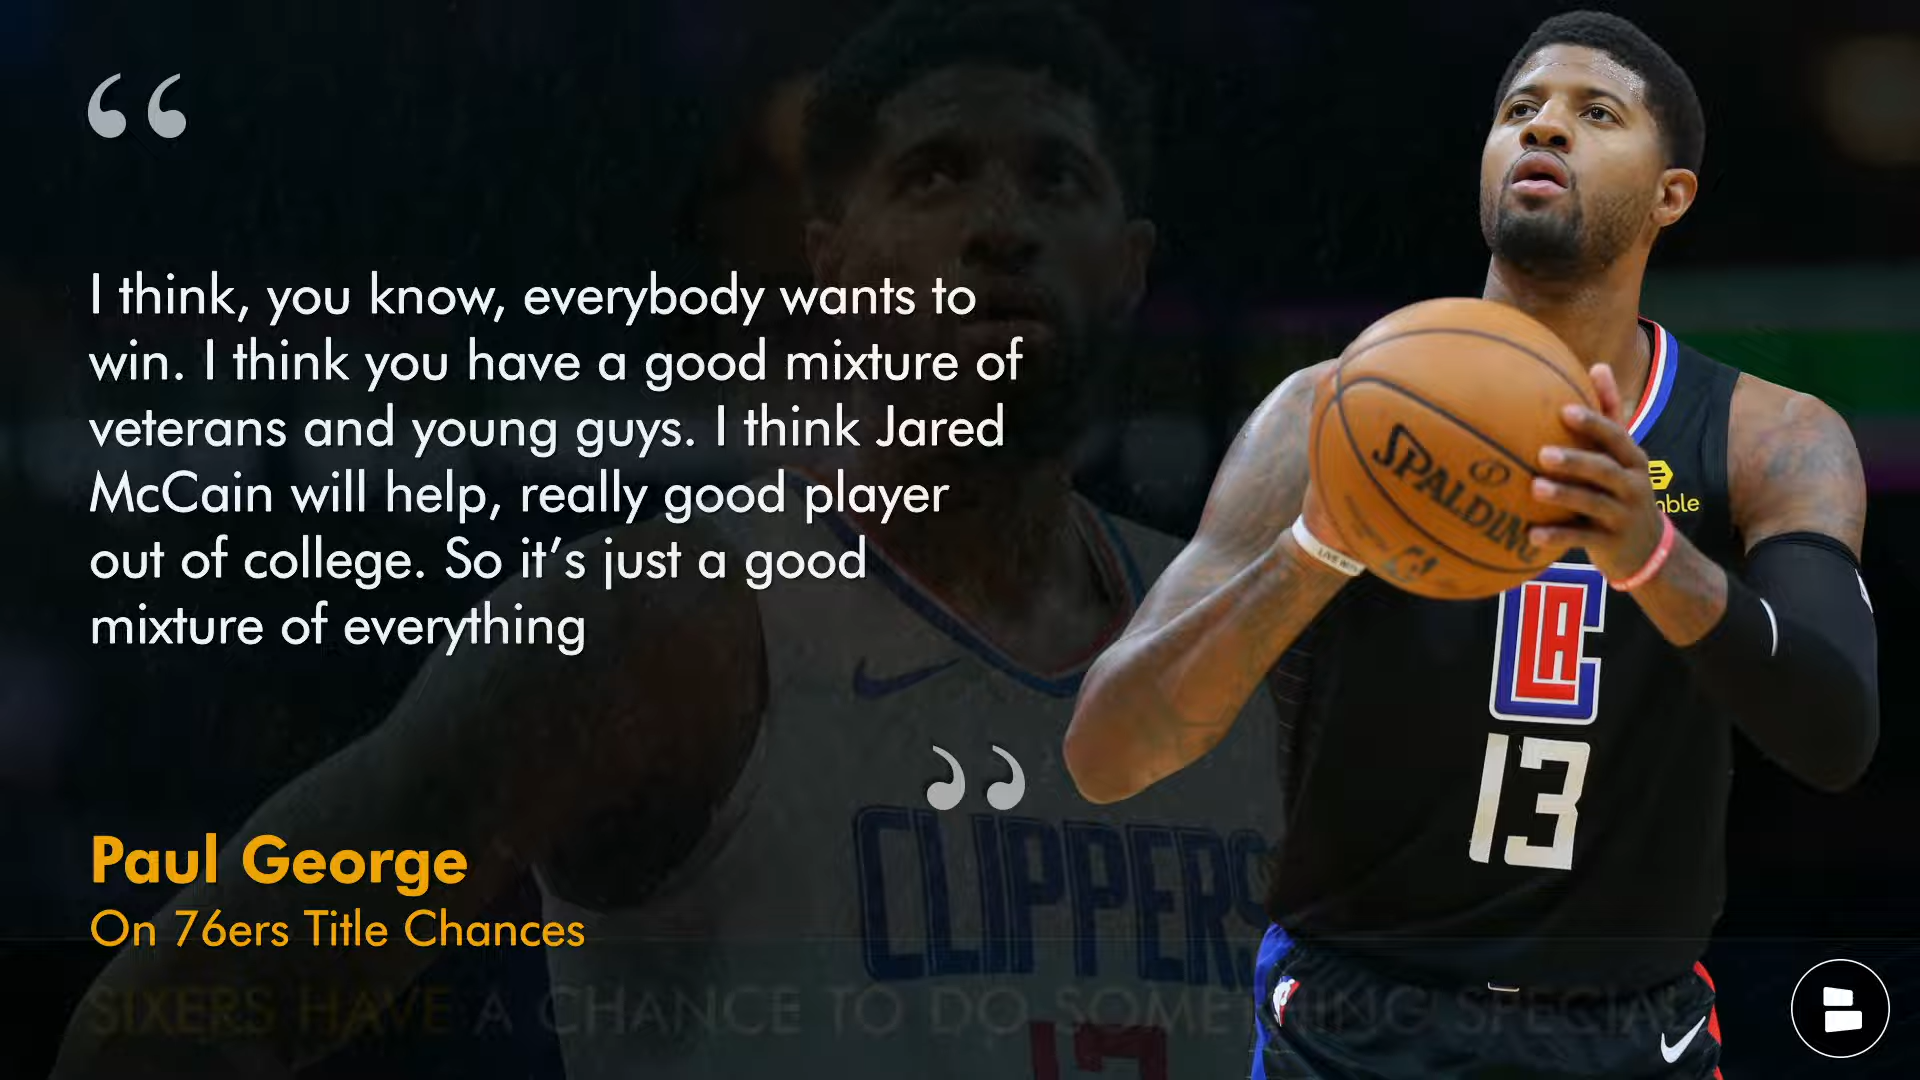 “
I think, you know, everybody wants to
win. I think you have a good mixture of
veterans and young guys. I think Jared
McCain will help, really good player
out of college. So it’s just a good
mixture of everything
”
Paul George
On 76ers Title Chances
SIXERS HAVE A CHANCE TO DO SOMETHING SPECIAL
SPALDING
LA
13
CLIPPERS
13